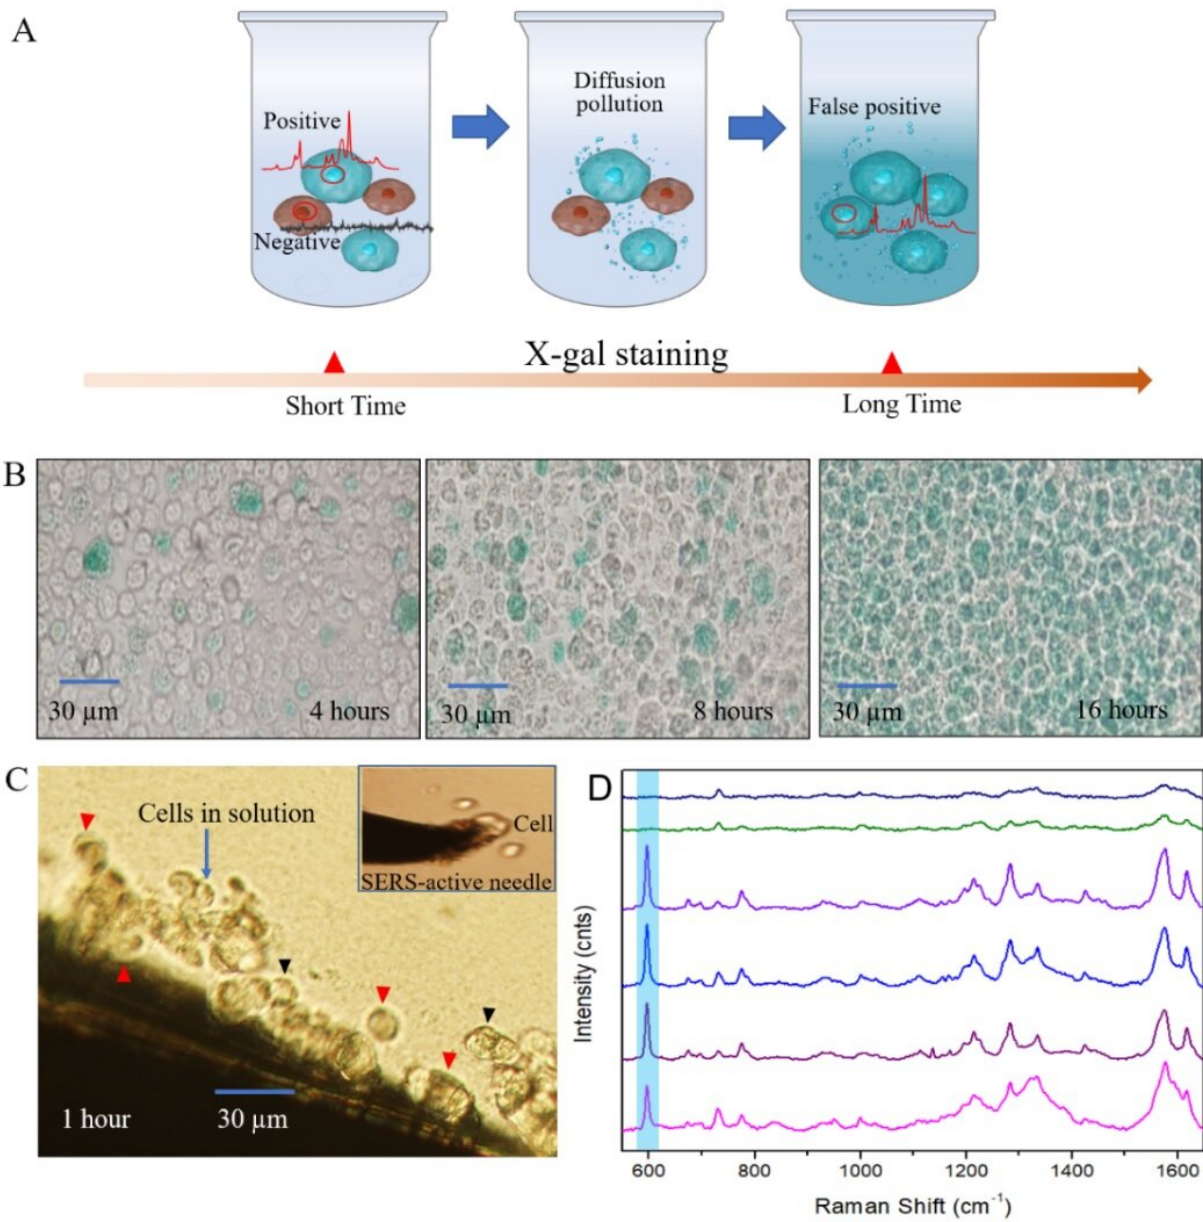 A
Positive
Negative
Diffusion
pollution
False positive
X-gal staining
Short Time
Long Time
B
30 µm
4 hours
30 µm
8 hours
30 µm
16 hours
C
Cells in solution
Cell
SERS-active needle
1 hour
30 µm
D
Intensity (cnts)
600 800 1000 1200 1400 1600
Raman Shift (cm⁻¹)